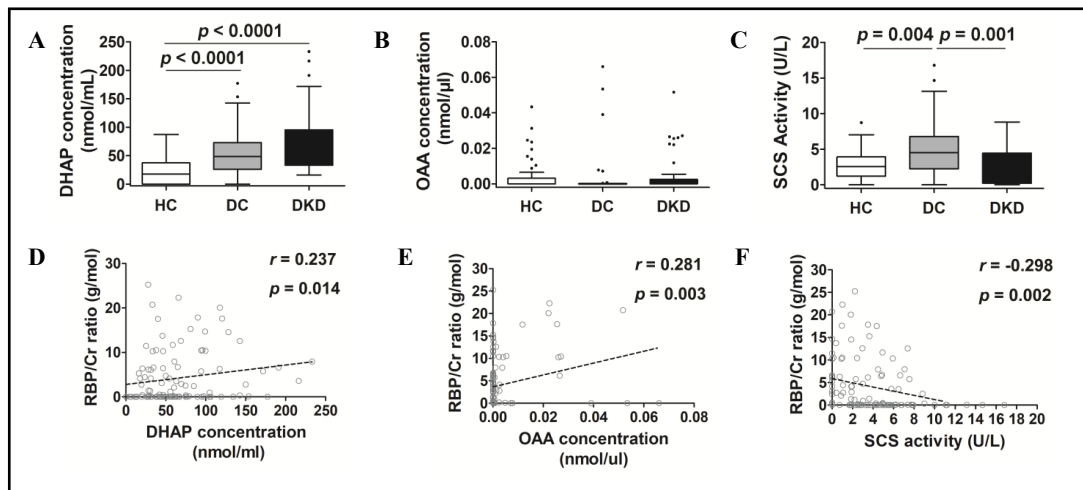 A
p < 0.0001
p < 0.0001
DHAP concentration
(nmol/mL)
250
200
150
100
50
0
HC DC DKD
B
OAA concentration
(nmol/µl)
0.08
0.06
0.04
0.02
0.00
HC DC DKD
C
p = 0.004 p = 0.001
SCS Activity (U/L)
20
15
10
5
0
HC DC DKD
D
r = 0.237
p = 0.014
RBP/Cr ratio (g/mol)
30
20
10
0
0 50 100 150 200 250
DHAP concentration
(nmol/ml)
E
r = 0.281
p = 0.003
RBP/Cr ratio (g/mol)
30
25
20
15
10
5
0
0.00 0.02 0.04 0.06 0.08
OAA concentration
(nmol/ul)
F
r = -0.298
p = 0.002
RBP/Cr ratio (g/mol)
30
25
20
15
10
5
0
0 2 4 6 8 10 12 14 16 18 20
SCS activity (U/L)